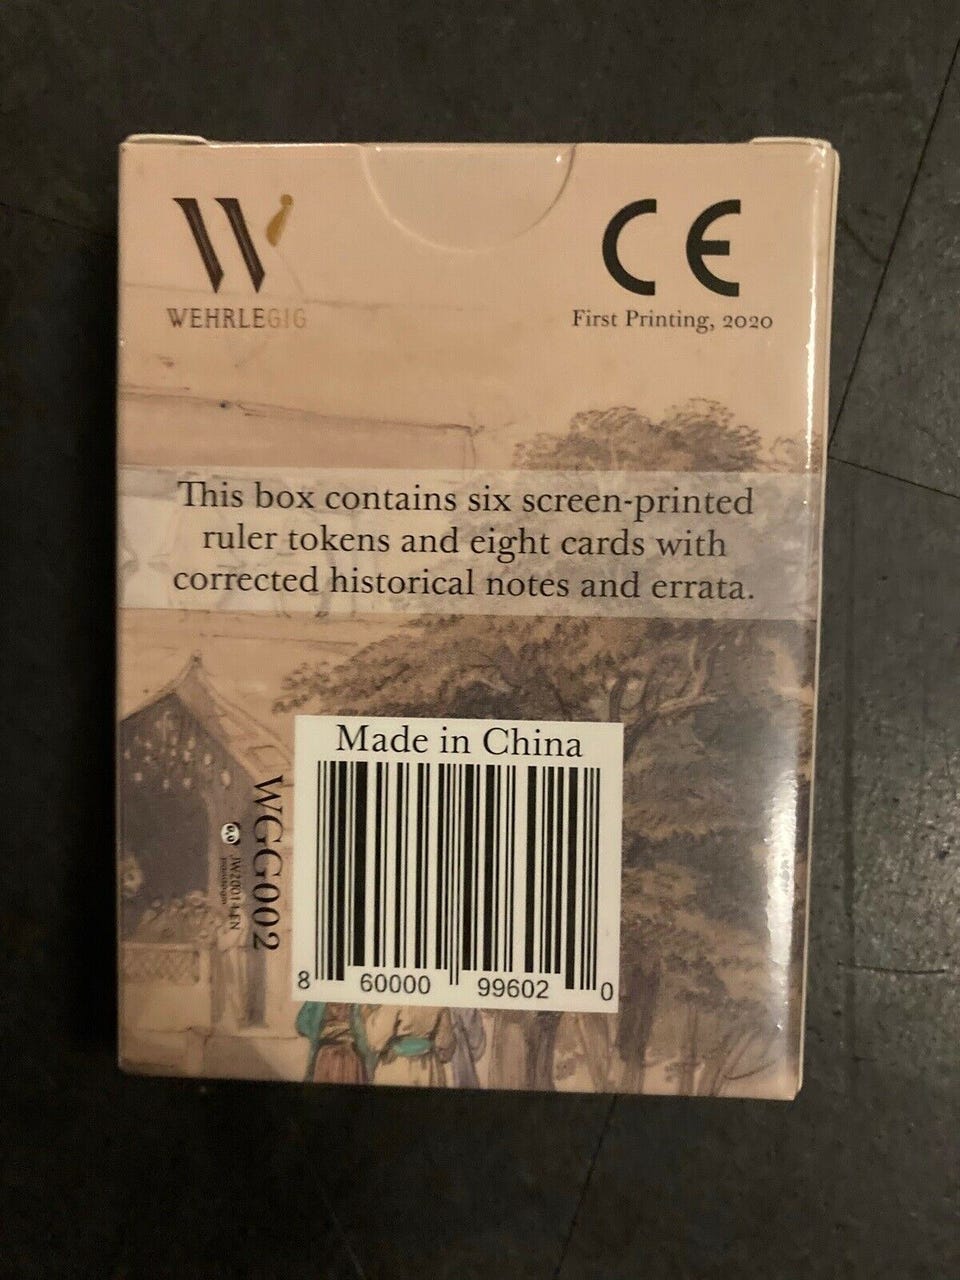 W
WEHRLEGIG
CE
First Printing, 2020
This box contains six screen-printed
ruler tokens and eight cards with
corrected historical notes and errata.
Made in China
WGG002
8 60000 99602 0